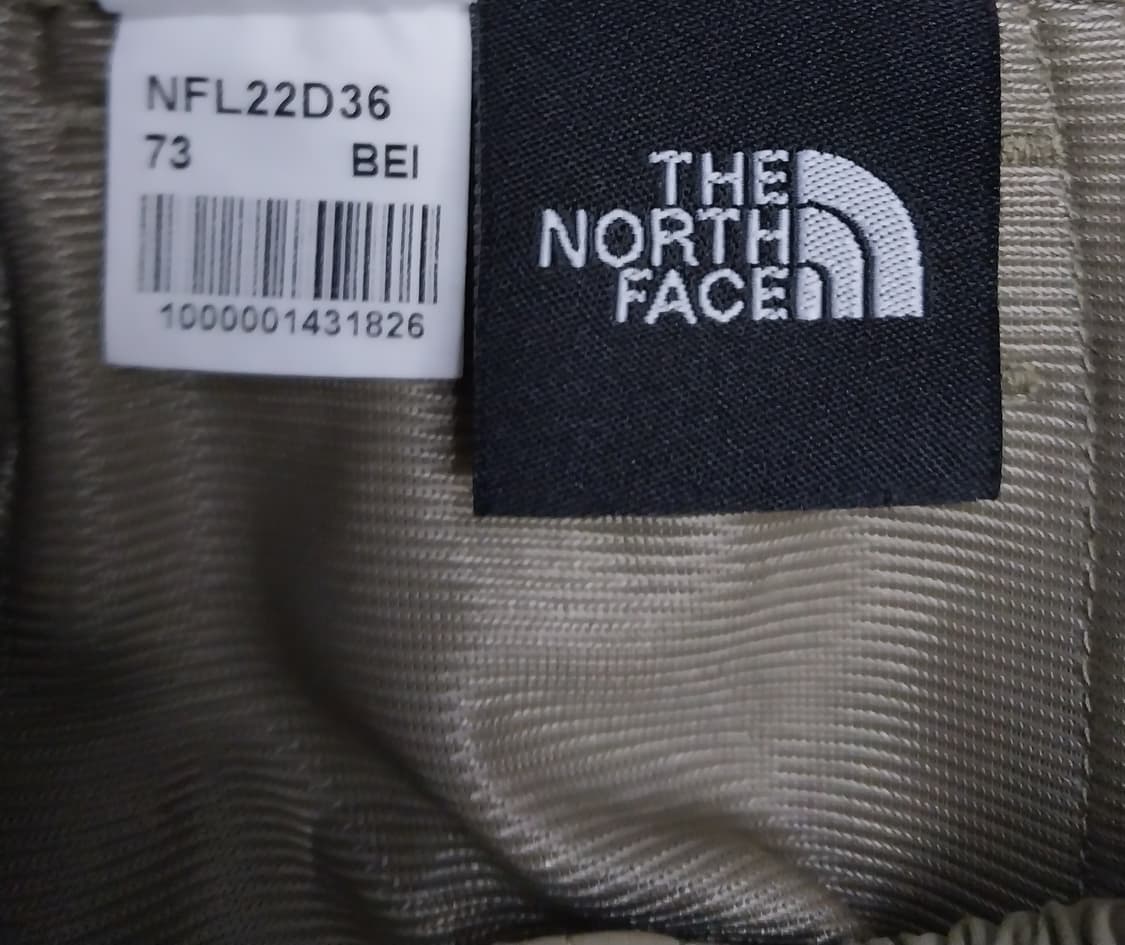 NFL22D36
73 BEI
1000001431826
THE
NORTH
FACE